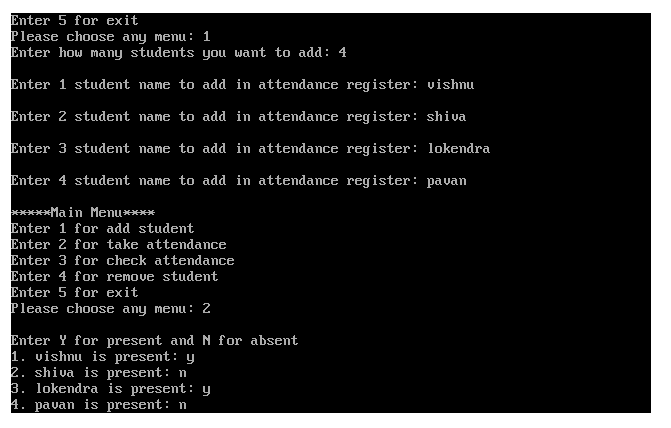 Enter 5 for exit
Please choose any menu: 1
Enter how many students you want to add: 4
Enter 1 student name to add in attendance register: vishnu
Enter 2 student name to add in attendance register: shiva
Enter 3 student name to add in attendance register: lokendra
Enter 4 student name to add in attendance register: pavan
*****Main Menu****
Enter 1 for add student
Enter 2 for take attendance
Enter 3 for check attendance
Enter 4 for remove student
Enter 5 for exit
Please choose any menu: 2
Enter Y for present and N for absent
1. vishnu is present: y
2. shiva is present: n
3. lokendra is present: y
4. pavan is present: n